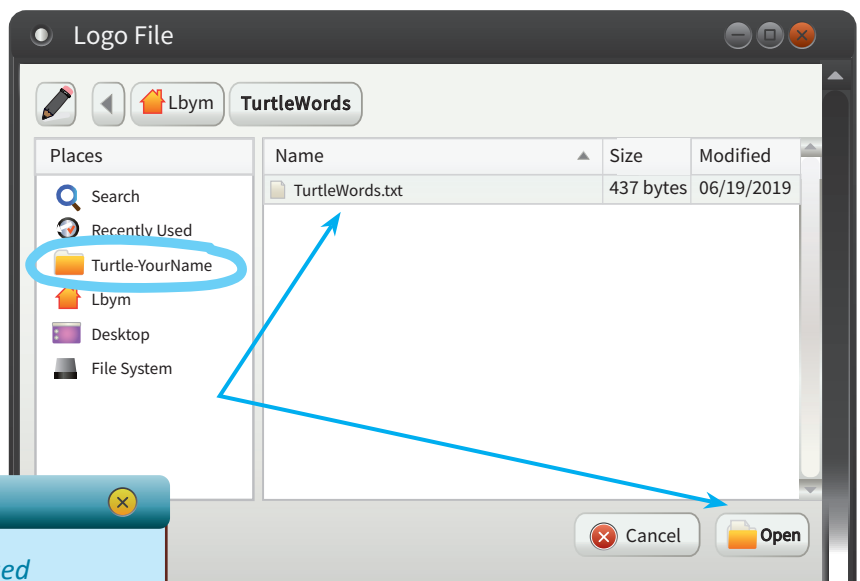 Logo File
Lbym TurtleWords
Places Name Size Modified
Search TurtleWords.txt 437 bytes 06/19/2019
Recently Used
Turtle-YourName
Lbym
Desktop
File System
Cancel Open